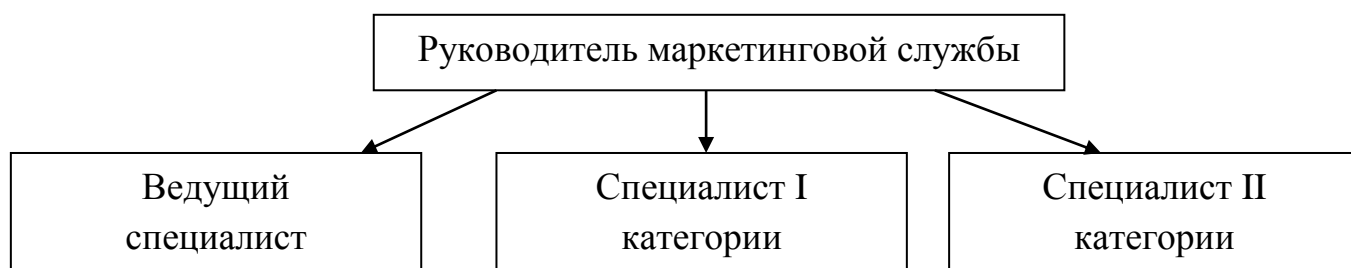 Руководитель маркетинговой службы
Ведущий
специалист
Специалист I
категории
Специалист II
категории